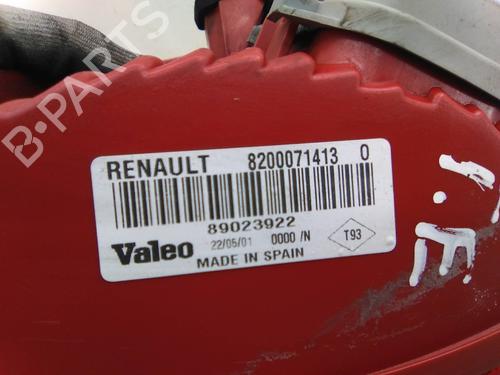 B-PARTS
RENAULT 8200071413 0
89023922
Valeo 22/05/01 0000 /N T93
MADE IN SPAIN